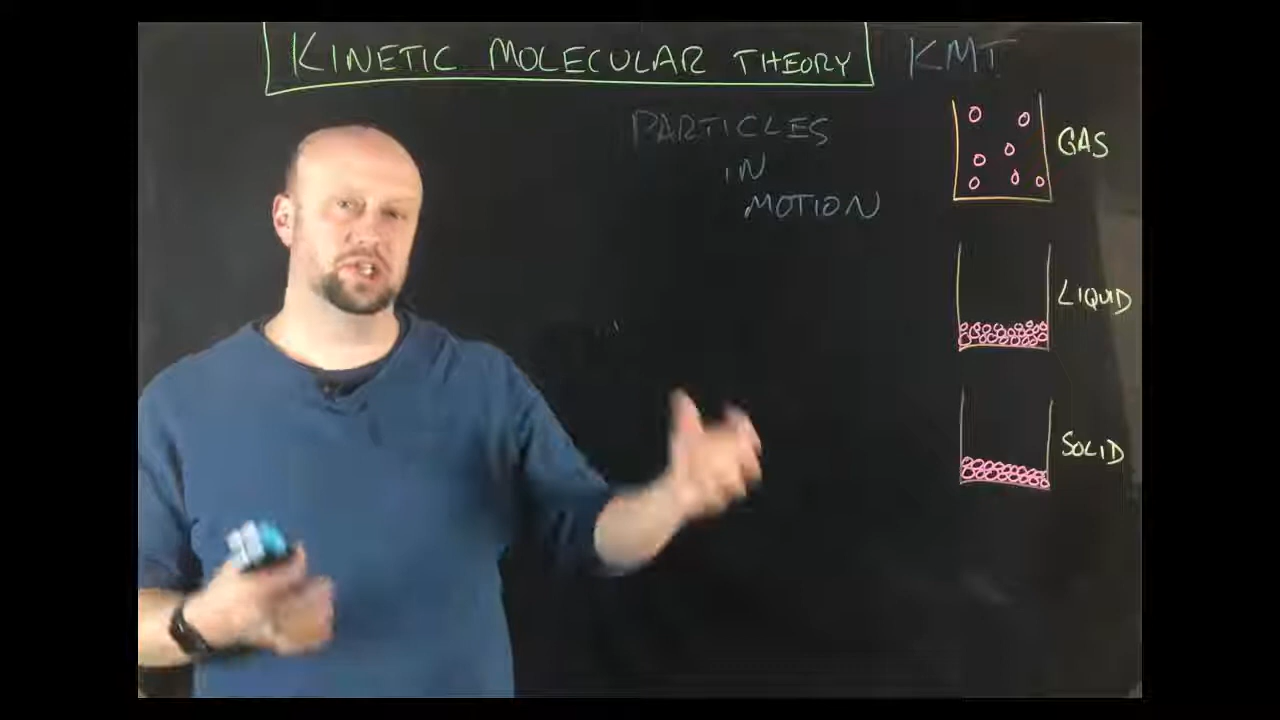 KINETIC MOLECULAR THEORY KMT
PARTICLES
IN
MOTION
GAS
LIQUID
SOLID